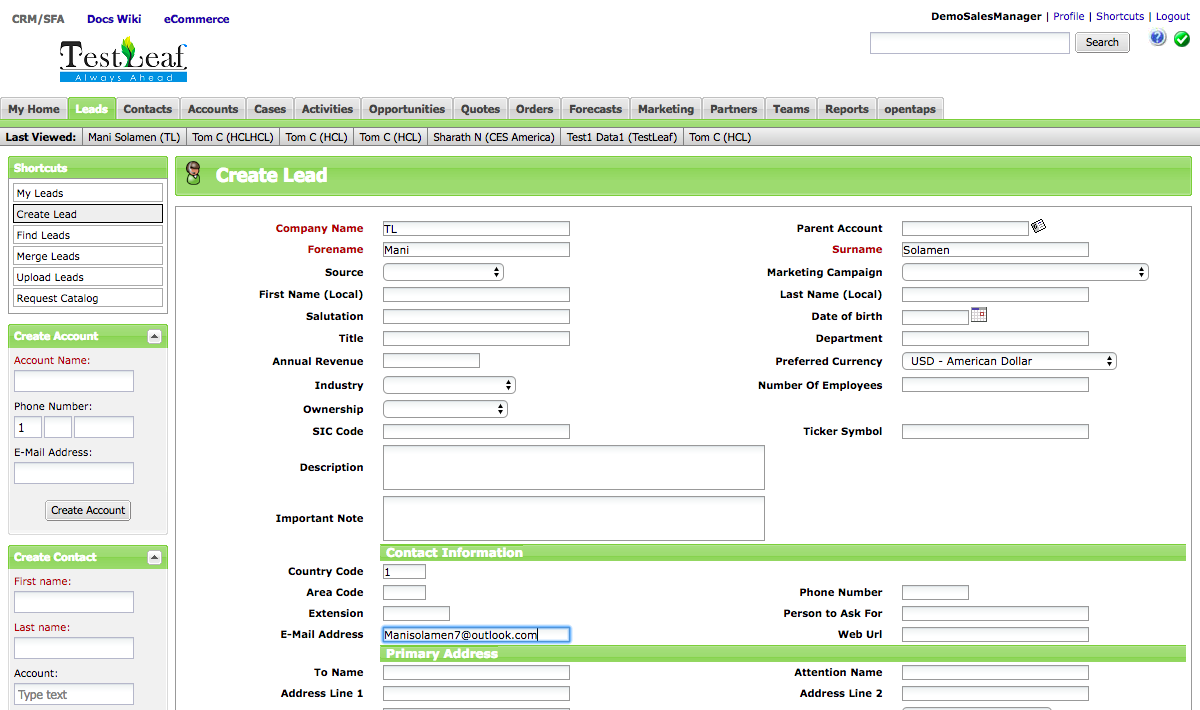 CRM/SFA Docs Wiki eCommerce
DemoSalesManager | Profile | Shortcuts | Logout
TestLeaf
Always Ahead
Search
?
My Home Leads Contacts Accounts Cases Activities Opportunities Quotes Orders Forecasts Marketing Partners Teams Reports opentaps
Last Viewed: Mani Solamen (TL) Tom C (HCLHCL) Tom C (HCL) Tom C (HCL) Sharath N (CES America) Test1 Data1 (TestLeaf) Tom C (HCL)
Shortcuts
My Leads
Create Lead
Find Leads
Merge Leads
Upload Leads
Request Catalog
Create Account
Account Name:
Phone Number:
1
E-Mail Address:
Create Account
Create Contact
First name:
Last name:
Account:
Type text
Create Lead
Company Name TL Parent Account
Forename Mani Surname Solamen
Source Marketing Campaign
First Name (Local) Last Name (Local)
Salutation Date of birth
Title Department
Annual Revenue Preferred Currency USD - American Dollar
Industry Number Of Employees
Ownership
SIC Code Ticker Symbol
Description
Important Note
Contact Information
Country Code 1
Area Code Phone Number
Extension Person to Ask For
E-Mail Address Manisolamen7@outlook.com Web Url
Primary Address
To Name Attention Name
Address Line 1 Address Line 2